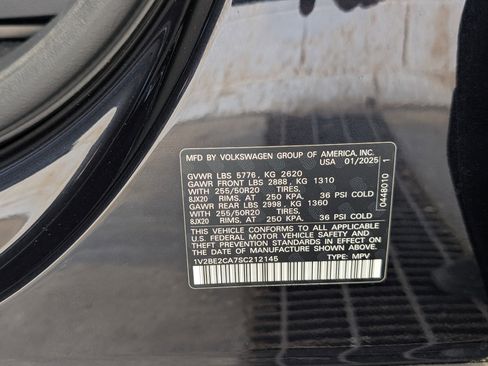 MFD BY VOLKSWAGEN GROUP OF AMERICA, INC.
USA 01/2025
GVWR LBS 5776, KG 2620
GAWR FRONT LBS 2888, KG 1310
WITH 255/50R20 TIRES,
8JX20 RIMS, AT 250 KPA, 36 PSI COLD
GAWR REAR LBS 2998 KG 1360
WITH 255/50R20 TIRES,
8JX20 RIMS, AT 250 KPA, 36 PSI COLD
THIS VEHICLE CONFORMS TO ALL APPLICABLE
U.S. FEDERAL MOTOR VEHICLE SAFETY AND
THEFT PREVENTION STANDARDS IN EFFECT ON THE
DATE OF MANUFACTURE SHOWN ABOVE.
1V2BE2CA7SC212145 TYPE: MPV
0448010 1